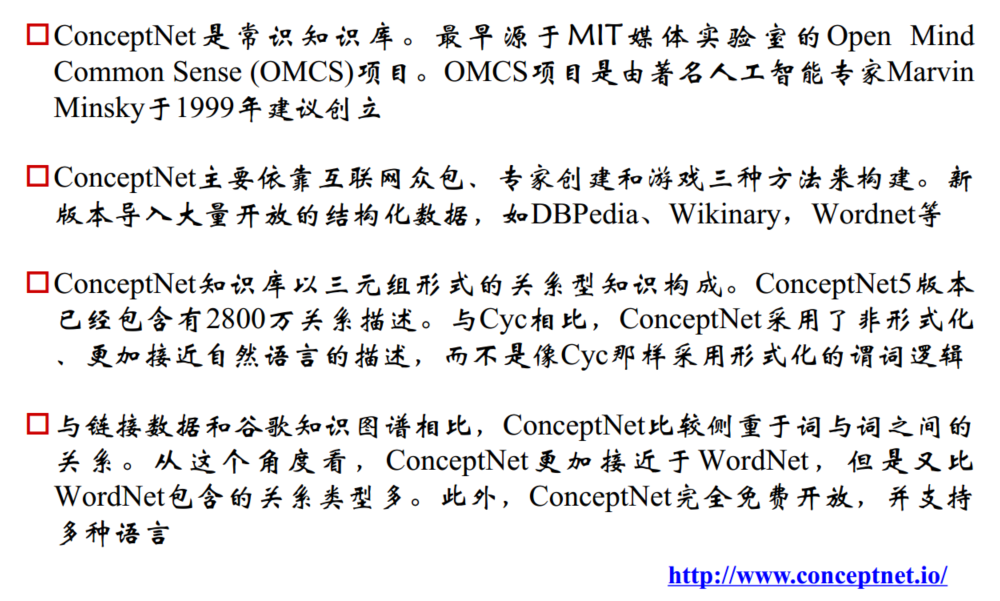 ConceptNet是常识知识库。最早源于MIT媒体实验室的Open Mind
Common Sense (OMCS)项目。OMCS项目是由著名人工智能专家Marvin
Minsky于1999年建议创立
ConceptNet主要依靠互联网众包、专家创建和游戏三种方法来构建。新
版本导入大量开放的结构化数据，如DBPedia、Wikinary，Wordnet等
ConceptNet知识库以三元组形式的关系型知识构成。ConceptNet5版本
已经包含有2800万关系描述。与Cyc相比，ConceptNet采用了非形式化
、更加接近自然语言的描述，而不是像Cyc那样采用形式化的谓词逻辑
与链接数据和谷歌知识图谱相比，ConceptNet比较侧重于词与词之间的
关系。从这个角度看，ConceptNet更加接近于WordNet，但是又比
WordNet包含的关系类型多。此外，ConceptNet完全免费开放，并支持
多种语言
http://www.conceptnet.io/